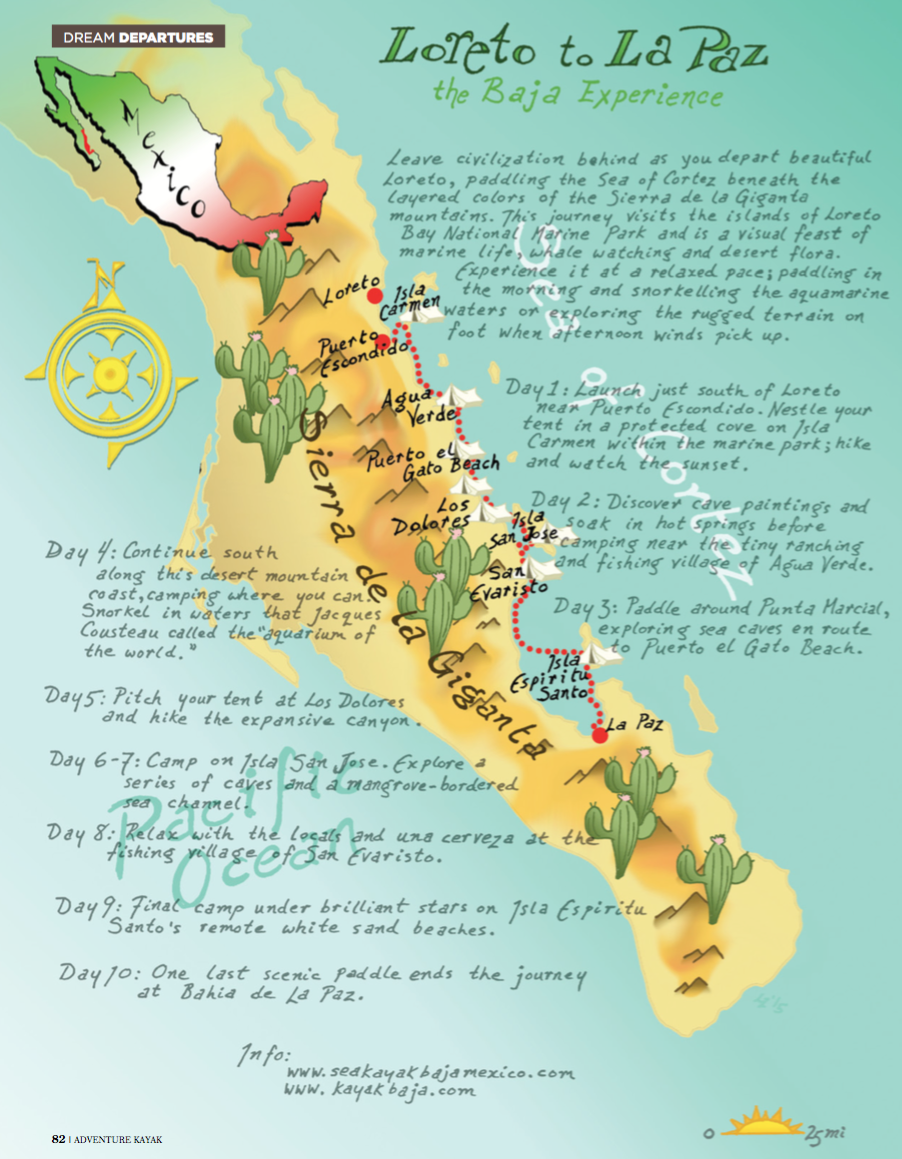 DREAM DEPARTURES
Loreto to La Paz
the Baja Experience
Mexico
N
Leave civilization behind as you depart beautiful
Loreto, paddling the Sea of Cortez beneath the
layered colors of the Sierra de la Giganta
mountains. This journey visits the islands of Loreto
Bay National Marine Park and is a visual feast of
marine life, whale watching and desert flora.
Experience it at a relaxed pace; paddling in
the morning and snorkelling the aquamarine
waters or exploring the rugged terrain on
foot when afternoon winds pick up.
Sea of Cortez
Loreto
Isla
Carmen
Puerto
Escondido
Agua
Verde
Puerto el
Gato Beach
Los
Dolores
Isla
San Jose
San
Evaristo
Isla
Espiritu
Santo
La Paz
Sierra de la Giganta
Day 1: Launch just south of Loreto
near Puerto Escondido. Nestle your
tent in a protected cove on Isla
Carmen within the marine park; hike
and watch the sunset.
Day 2: Discover cave paintings and
soak in hot springs before
camping near the tiny ranching
and fishing village of Agua Verde.
Day 3: Paddle around Punta Marcial,
exploring sea caves en route
to Puerto el Gato Beach.
Day 4: Continue south
along this desert mountain
coast, camping where you can.
Snorkel in waters that Jacques
Cousteau called the "aquarium of
the world."
Day 5: Pitch your tent at Los Dolores
and hike the expansive canyon.
Day 6-7: Camp on Isla San Jose. Explore a
series of caves and a mangrove-bordered
sea channel.
Pacific
Ocean
Day 8: Relax with the locals and una cerveza at the
fishing village of San Evaristo.
Day 9: Final camp under brilliant stars on Isla Espiritu
Santo's remote white sand beaches.
Day 10: One last scenic paddle ends the journey
at Bahia de La Paz.
Info:
www.seakayakbajamexico.com
www.kayakbaja.com
0 25mi
82 | ADVENTURE KAYAK